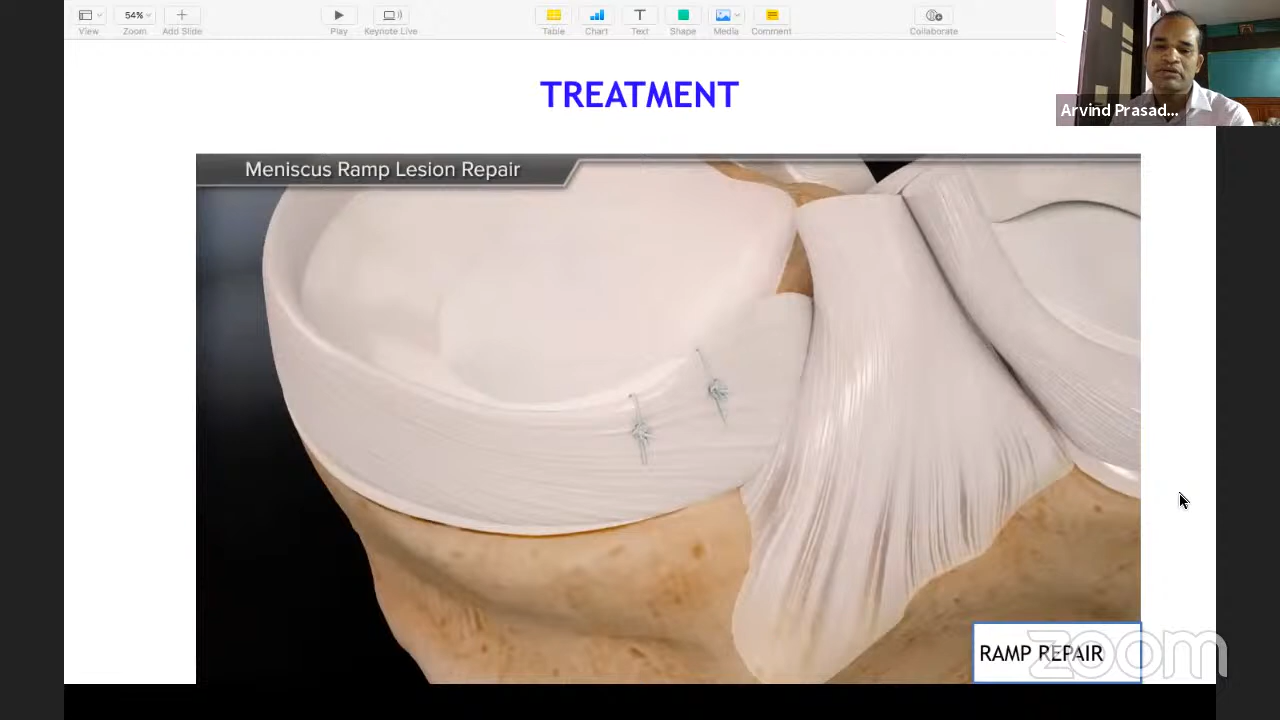 54%
View
Zoom
Add Slide
Play
Keynote Live
Table
Chart
Text
Shape
Media
Comment
Collaborate
Arvind Prasad...
TREATMENT
Meniscus Ramp Lesion Repair
RAMP REPAIR
zoom